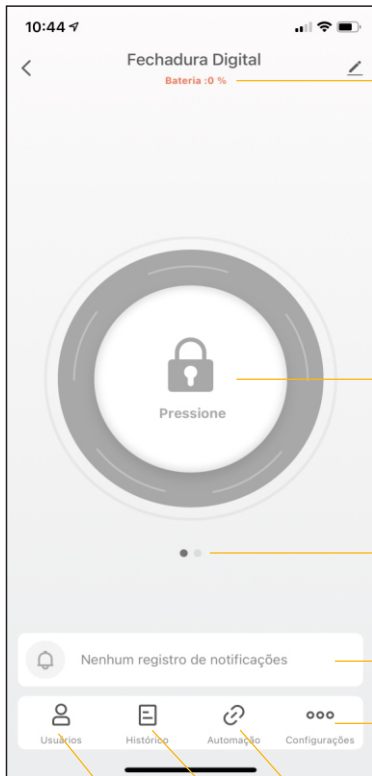 10:44
Fechadura Digital
Bateria :0 %
Pressione
Nenhum registro de notificações
Usuários Histórico Automação Configurações